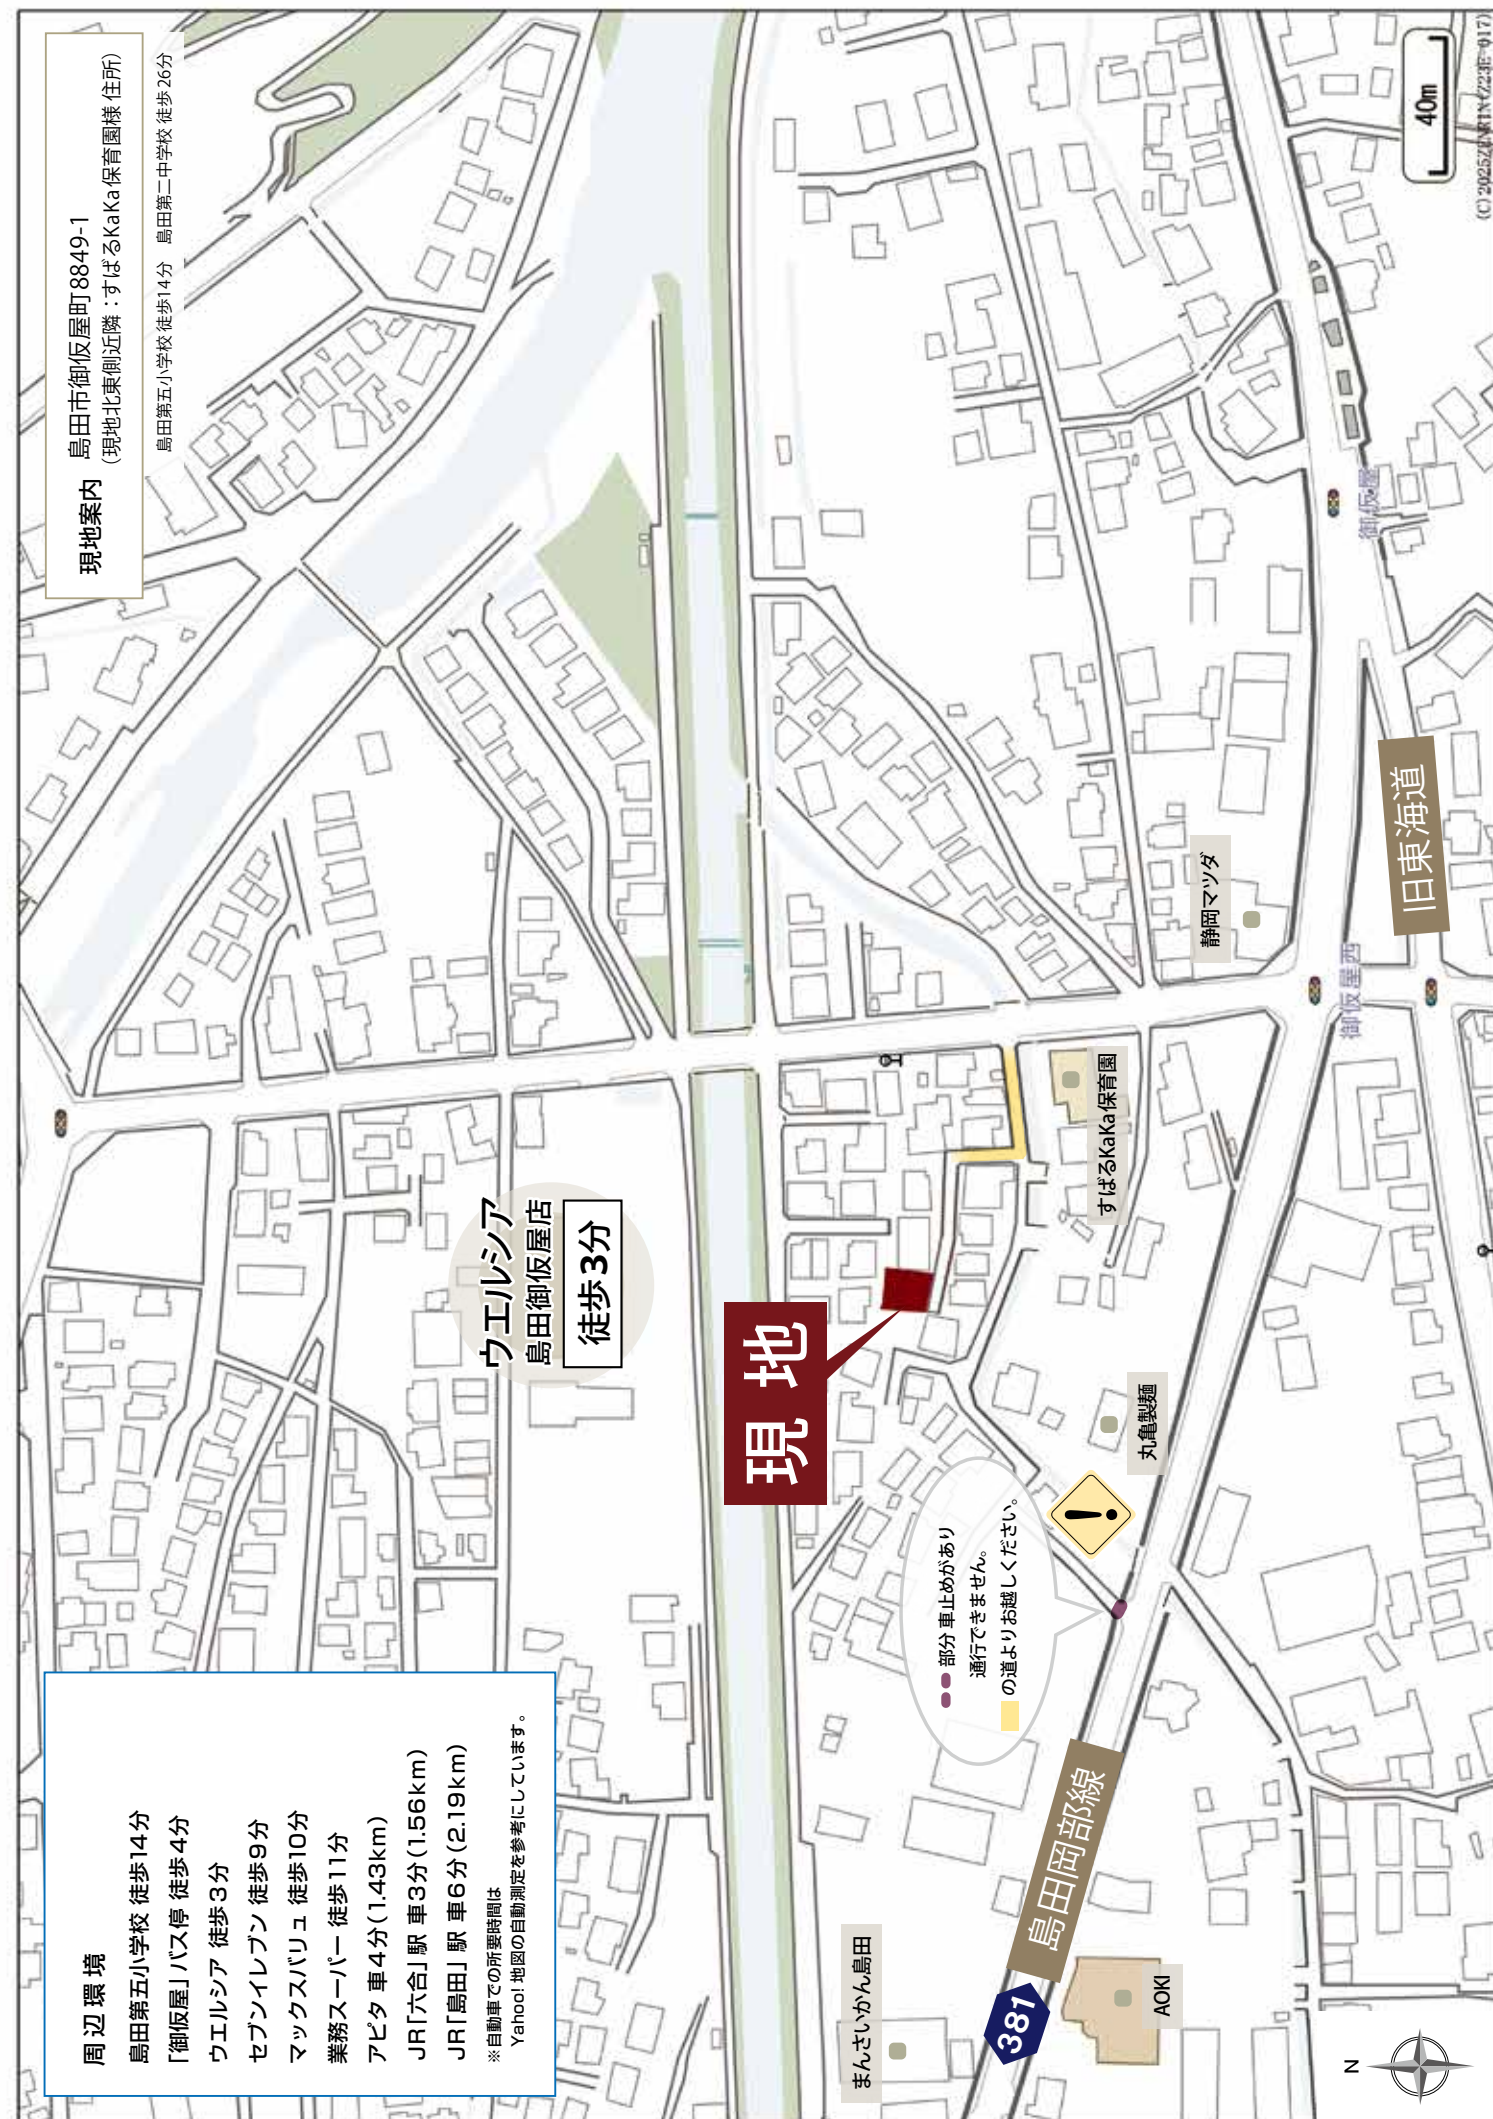 現地案内 島田市御仮屋町8849-1
(現地北東側近隣：すばるKaKa保育園様 住所)
島田第五小学校 徒歩14分 島田第二中学校 徒歩26分
周辺環境
島田第五小学校 徒歩14分
「御仮屋」バス停 徒歩4分
ウエルシア 徒歩3分
セブンイレブン 徒歩9分
マックスバリュ 徒歩10分
業務スーパー 徒歩11分
アピタ 車4分(1.43km)
JR「六合」駅 車3分(1.56km)
JR「島田」駅 車6分(2.19km)
※自動車での所要時間は
Yahoo! 地図の自動測定を参考にしています。
ウエルシア
島田御仮屋店
徒歩3分
現地
部分車止めがあり
通行できません。
の道よりお越しください。
すばるKaKa保育園
静岡マツダ
丸亀製麺
まんさいかん島田
AOKI
381
島田岡部線
旧東海道
御仮屋西
御仮屋
40m
N